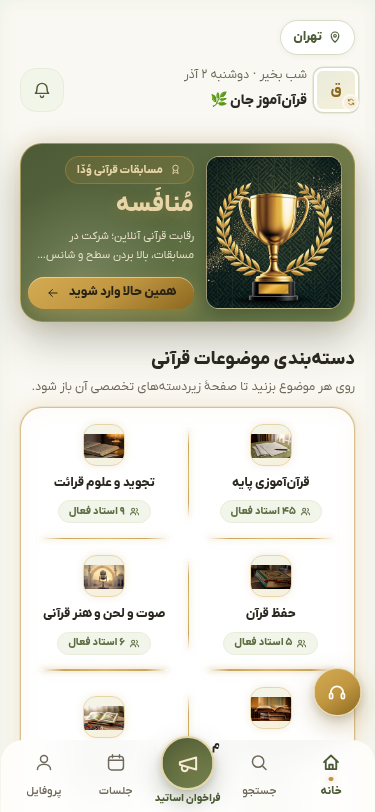 تهران
شب بخیر · دوشنبه ۲ آذر
قرآن‌آموز جان 🌿
ق
مسابقات قرآنی وُدّا
مُنافَسه
رقابت قرآنی آنلاین؛ شرکت در
مسابقات، بالا بردن سطح و شانس...
همین حالا وارد شوید ←
دسته‌بندی موضوعات قرآنی
روی هر موضوع بزنید تا صفحهٔ زیردسته‌های تخصصی آن باز شود.
قرآن‌آموزی پایه
۴۵ استاد فعال
تجوید و علوم قرائت
۹ استاد فعال
حفظ قرآن
۵ استاد فعال
صوت و لحن و هنر قرآنی
۶ استاد فعال
خانه
جستجو
فراخوان اساتید
جلسات
پروفایل